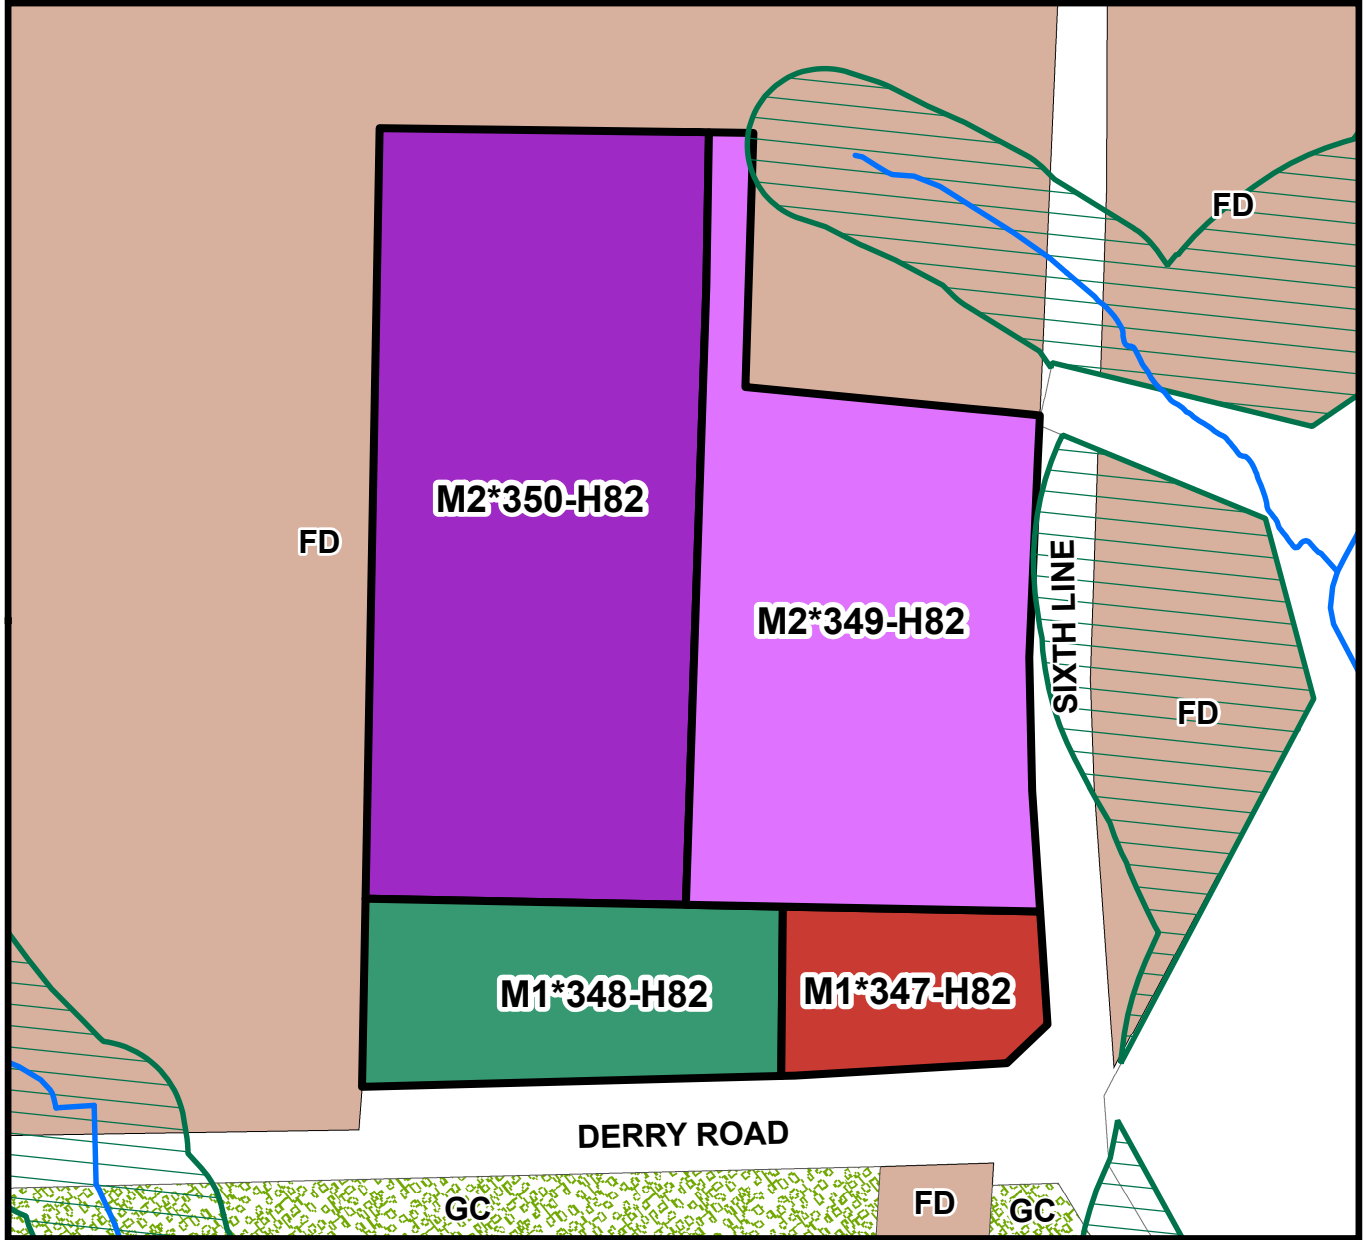 FD
M2*350-H82
FD
M2*349-H82
SIXTH LINE
FD
M1*348-H82
M1*347-H82
DERRY ROAD
GC
FD
GC